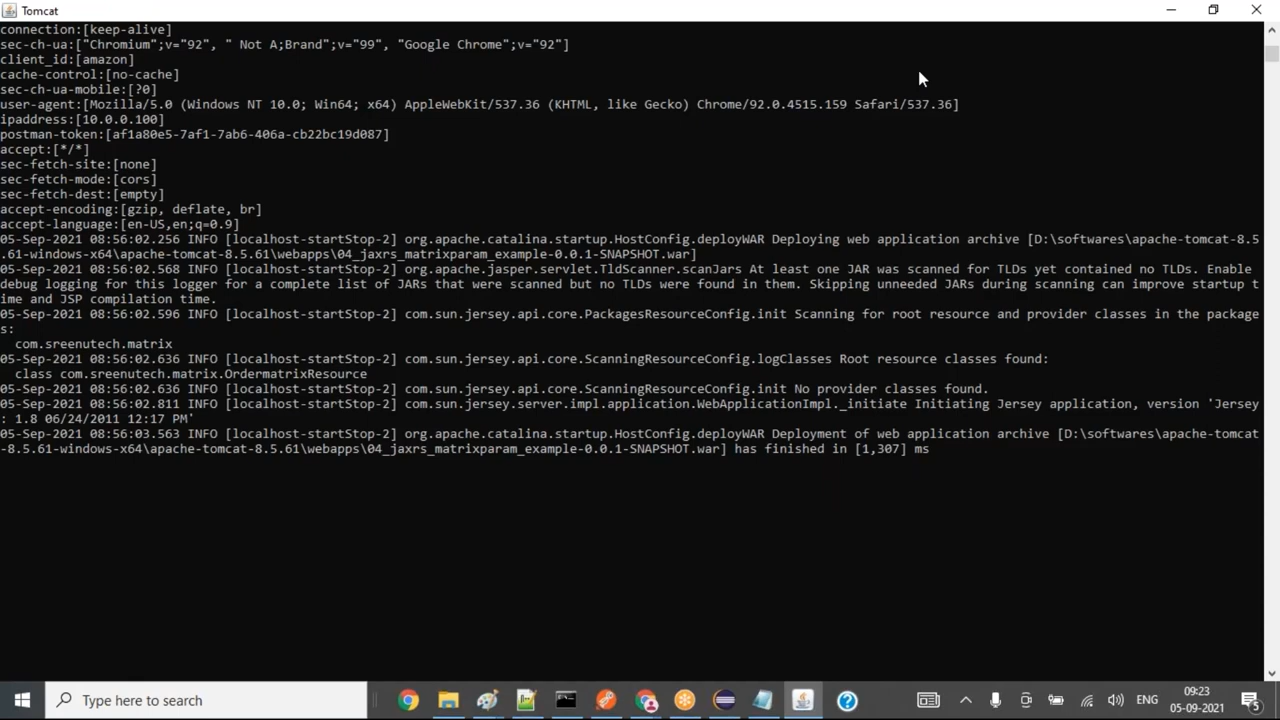 Tomcat
connection:[keep-alive]
sec-ch-ua:["Chromium";v="92", " Not A;Brand";v="99", "Google Chrome";v="92"]
client_id:[amazon]
cache-control:[no-cache]
sec-ch-ua-mobile:[?0]
user-agent:[Mozilla/5.0 (Windows NT 10.0; Win64; x64) AppleWebKit/537.36 (KHTML, like Gecko) Chrome/92.0.4515.159 Safari/537.36]
ipaddress:[10.0.0.100]
postman-token:[af1a80e5-7af1-7ab6-406a-cb22bc19d087]
accept:[*/*]
sec-fetch-site:[none]
sec-fetch-mode:[cors]
sec-fetch-dest:[empty]
accept-encoding:[gzip, deflate, br]
accept-language:[en-US,en;q=0.9]
05-Sep-2021 08:56:02.256 INFO [localhost-startStop-2] org.apache.catalina.startup.HostConfig.deployWAR Deploying web application archive [D:\softwares\apache-tomcat-8.5
.61-windows-x64\apache-tomcat-8.5.61\webapps\04_jaxrs_matrixparam_example-0.0.1-SNAPSHOT.war]
05-Sep-2021 08:56:02.568 INFO [localhost-startStop-2] org.apache.jasper.servlet.TldScanner.scanJars At least one JAR was scanned for TLDs yet contained no TLDs. Enable
debug logging for this logger for a complete list of JARs that were scanned but no TLDs were found in them. Skipping unneeded JARs during scanning can improve startup t
ime and JSP compilation time.
05-Sep-2021 08:56:02.596 INFO [localhost-startStop-2] com.sun.jersey.api.core.PackagesResourceConfig.init Scanning for root resource and provider classes in the package
s:
com.sreenutech.matrix
05-Sep-2021 08:56:02.636 INFO [localhost-startStop-2] com.sun.jersey.api.core.ScanningResourceConfig.logClasses Root resource classes found:
class com.sreenutech.matrix.OrdermatrixResource
05-Sep-2021 08:56:02.636 INFO [localhost-startStop-2] com.sun.jersey.api.core.ScanningResourceConfig.init No provider classes found.
05-Sep-2021 08:56:02.811 INFO [localhost-startStop-2] com.sun.jersey.server.impl.application.WebApplicationImpl._initiate Initiating Jersey application, version 'Jersey
: 1.8 06/24/2011 12:17 PM'
05-Sep-2021 08:56:03.563 INFO [localhost-startStop-2] org.apache.catalina.startup.HostConfig.deployWAR Deployment of web application archive [D:\softwares\apache-tomcat
-8.5.61-windows-x64\apache-tomcat-8.5.61\webapps\04_jaxrs_matrixparam_example-0.0.1-SNAPSHOT.war] has finished in [1,307] ms
Type here to search
ENG
09:23
05-09-2021
5